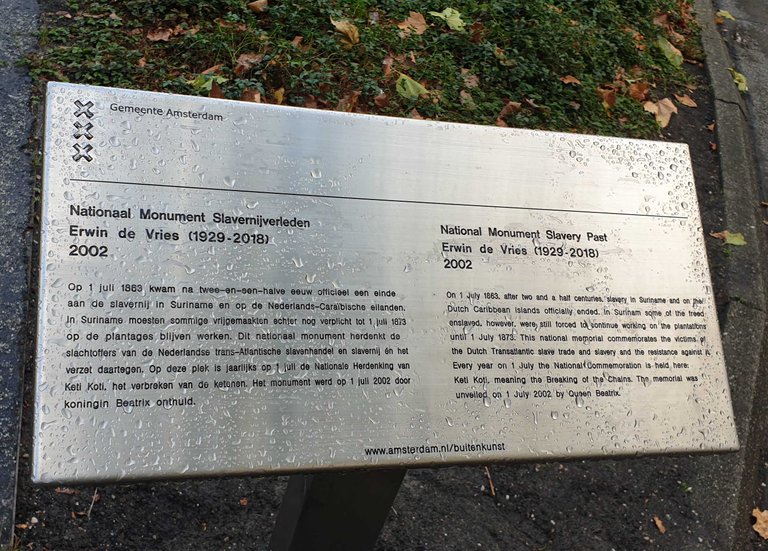 Gemeente Amsterdam
Nationaal Monument Slavernijverleden
Erwin de Vries (1929-2018)
2002
Op 1 juli 1863 kwam na twee-en-een-halve eeuw officieel een einde
aan de slavernij in Suriname en op de Nederlands-Caraïbische eilanden.
In Suriname moesten sommige vrijgemaakten echter nog verplicht tot 1 juli 1873
op de plantages blijven werken. Dit nationaal monument herdenkt de
slachtoffers van de Nederlandse trans-Atlantische slavenhandel en slavernij én het
verzet daartegen. Op deze plek is jaarlijks op 1 juli de Nationale Herdenking van
Keti Koti, het verbreken van de ketenen. Het monument werd op 1 juli 2002 door
koningin Beatrix onthuld.
National Monument Slavery Past
Erwin de Vries (1929-2018)
2002
On 1 July 1863, after two and a half centuries, slavery in Suriname and on the
Dutch Caribbean islands officially ended. In Surinam some of the freed
enslaved, however, were still forced to continue working on the plantations
until 1 July 1873. This national memorial commemorates the victims of
the Dutch Transatlantic slave trade and slavery and the resistance against it.
Every year on 1 July the National Commemoration is held here:
Keti Koti, meaning the Breaking of the Chains. The memorial was
unveiled on 1 July 2002 by Queen Beatrix.
www.amsterdam.nl/buitenkunst